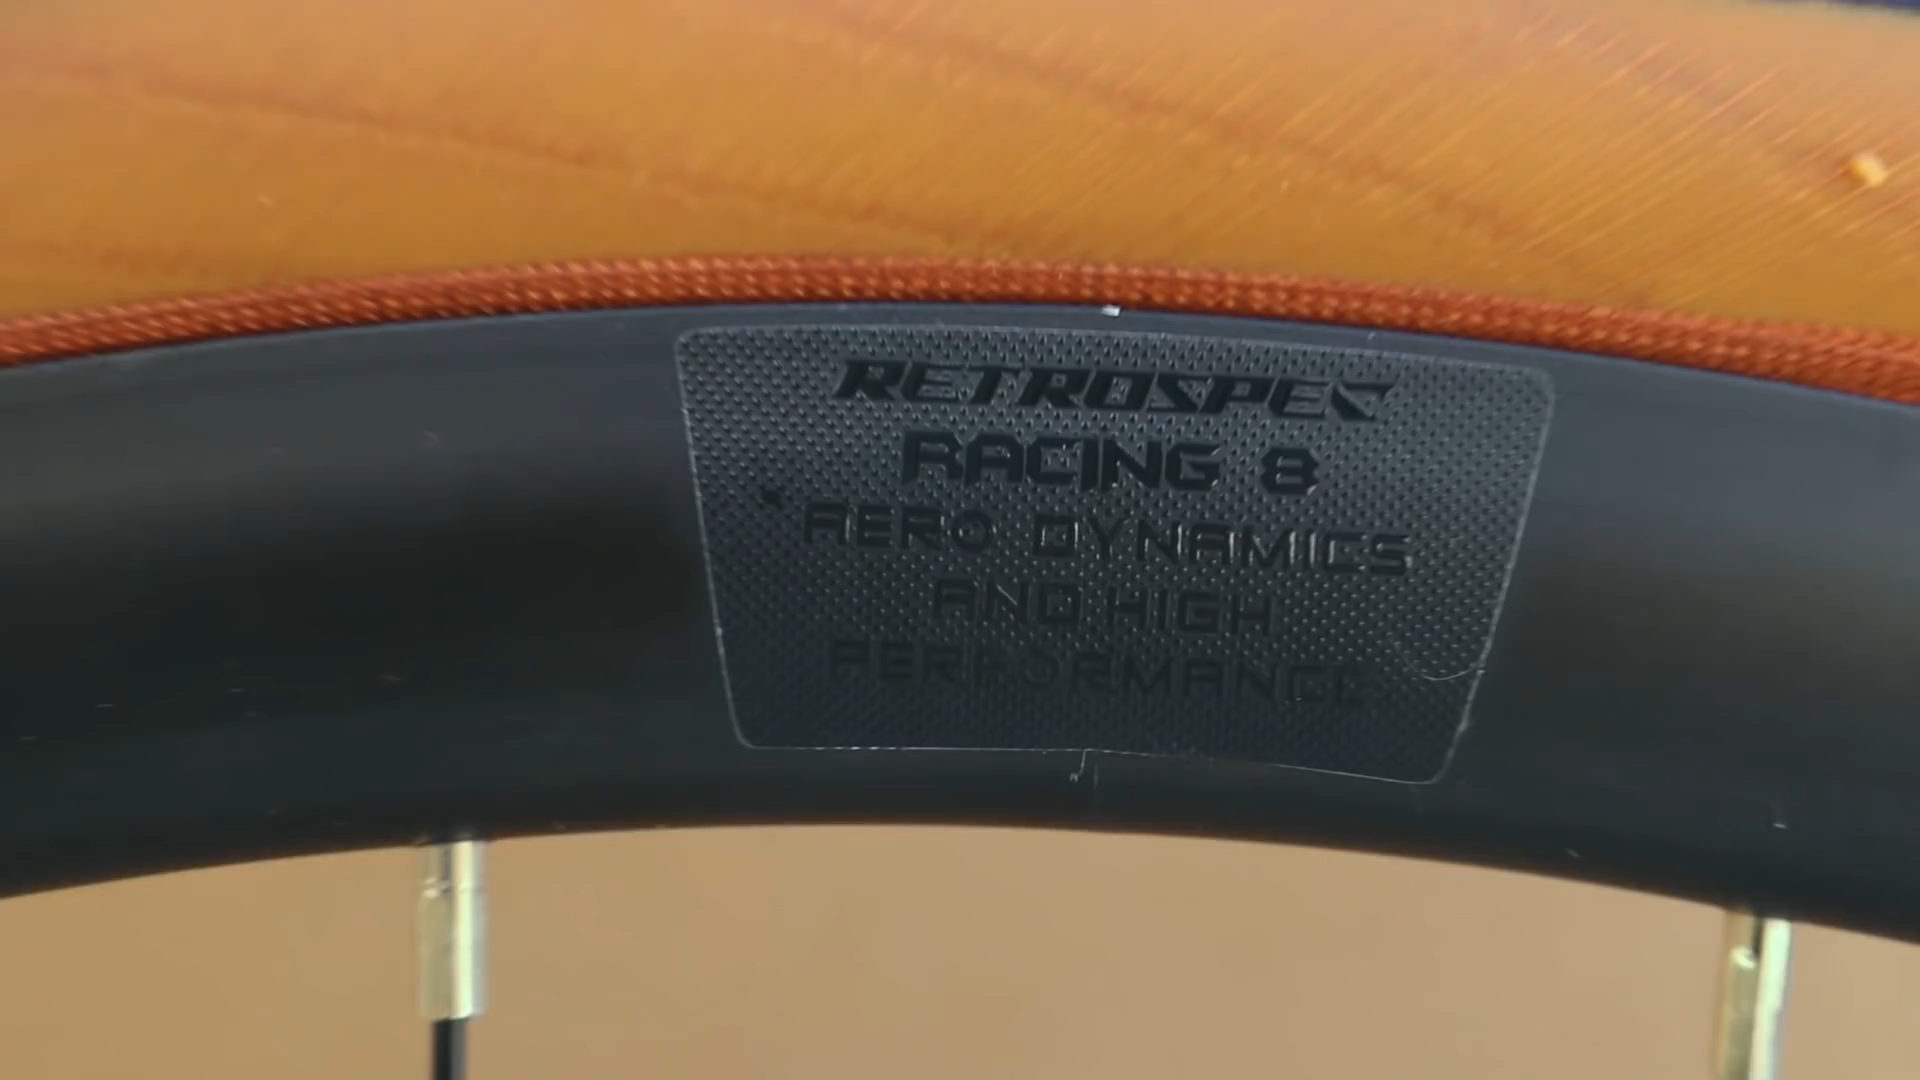 RETROSPEC
RACING 8
AERO DYNAMICS
AND HIGH
PERFORMANCE